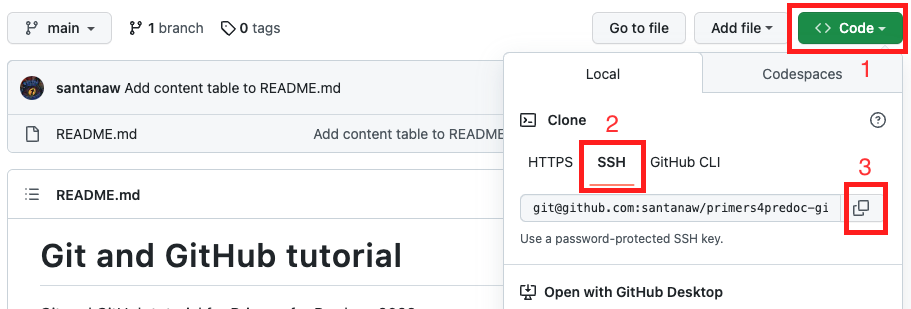 main
1 branch
0 tags
Go to file
Add file
<> Code
1
santanaw Add content table to README.md
Local
Codespaces
README.md
Add content table to README
Clone
2
HTTPS
SSH
GitHub CLI
3
git@github.com:santanaw/primers4predoc-gi
Use a password-protected SSH key.
README.md
Git and GitHub tutorial
Open with GitHub Desktop